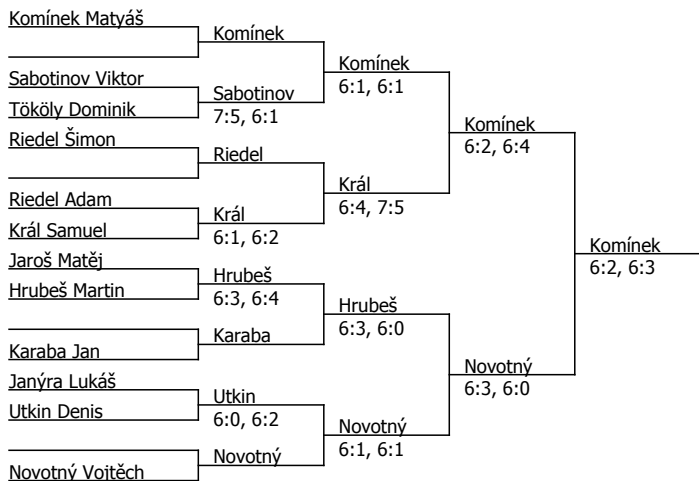 Komínek Matyáš
Komínek
Komínek
6:1, 6:1
Sabotinov Viktor
Sabotinov
7:5, 6:1
Tököly Dominik
Komínek
6:2, 6:4
Riedel Šimon
Riedel
Král
6:4, 7:5
Riedel Adam
Král
6:1, 6:2
Král Samuel
Komínek
6:2, 6:3
Jaroš Matěj
Hrubeš
6:3, 6:4
Hrubeš Martin
Hrubeš
6:3, 6:0
Karaba
Karaba Jan
Novotný
6:3, 6:0
Janýra Lukáš
Utkin
6:0, 6:2
Utkin Denis
Novotný
6:1, 6:1
Novotný
Novotný Vojtěch